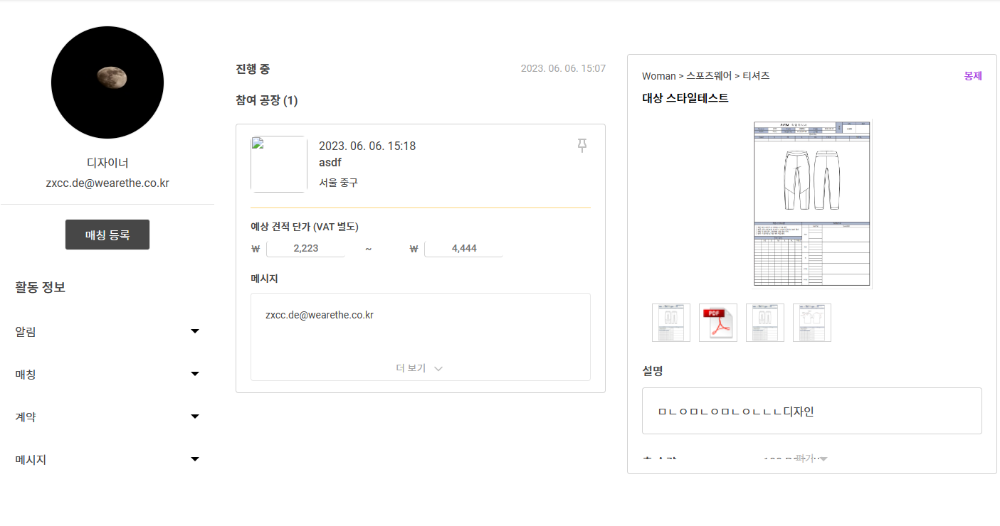 디자이너
zxcc.de@wearethe.co.kr
매칭 등록
활동 정보
알림
매칭
계약
메시지
진행 중
2023. 06. 06. 15:07
참여 공장 (1)
2023. 06. 06. 15:18
asdf
서울 중구
예상 견적 단가 (VAT 별도)
₩ 2,223 ~ ₩ 4,444
메시지
zxcc.de@wearethe.co.kr
더 보기
Woman > 스포츠웨어 > 티셔츠
봉제
대상 스타일테스트
PDF
설명
ㅁㄴㅇㅁㄴㅇㅁㄴㅇㄴㄴㄴ디자인
펴기